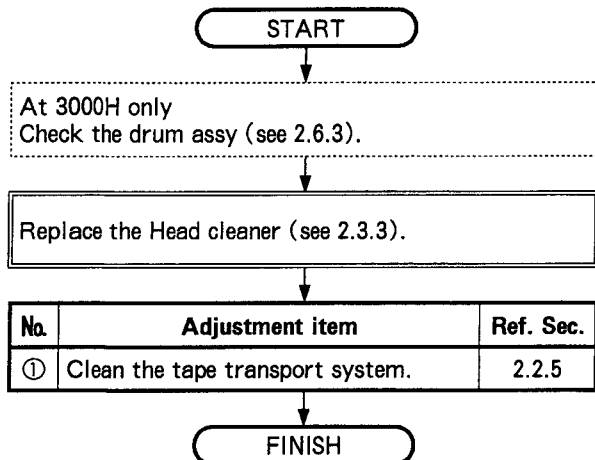 START
At 3000H only
Check the drum assy (see 2.6.3).
Replace the Head cleaner (see 2.3.3).
No. Adjustment item Ref. Sec.
① Clean the tape transport system. 2.2.5
FINISH